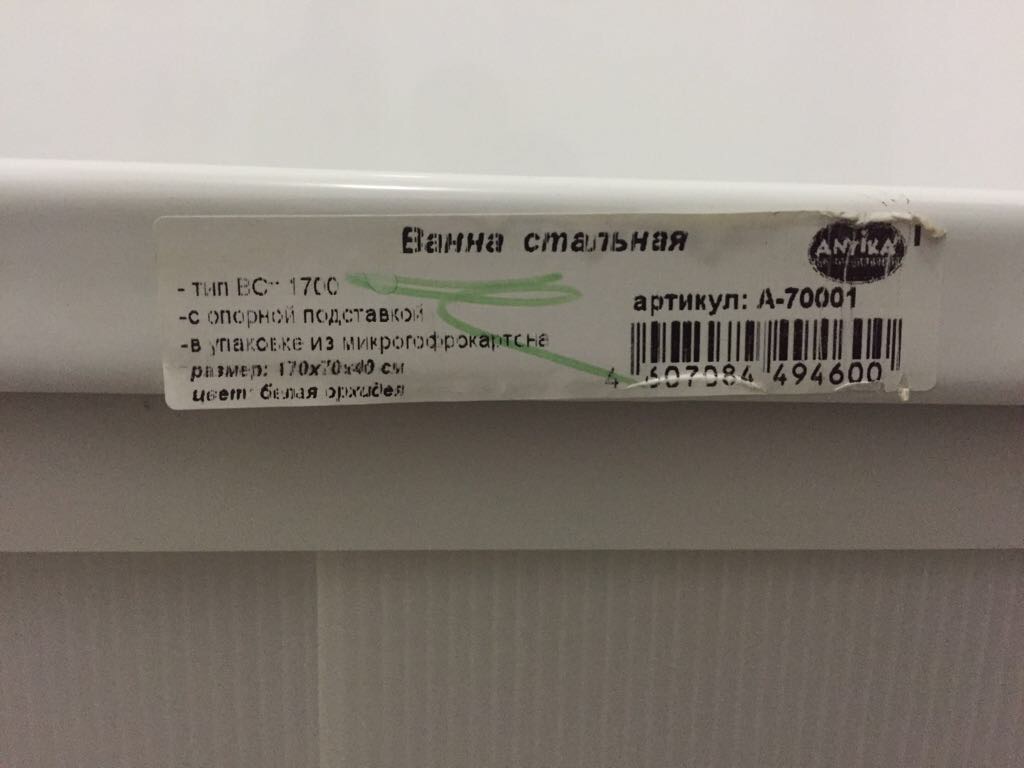 Ванна стальная
ANTIKA
- тип ВСт 1700
-с опорной подставкой
-в упаковке из микрогофрокартона
размер: 170х70х40 см
цвет: белая орхидея
артикул: А-70001
4 607084 494600